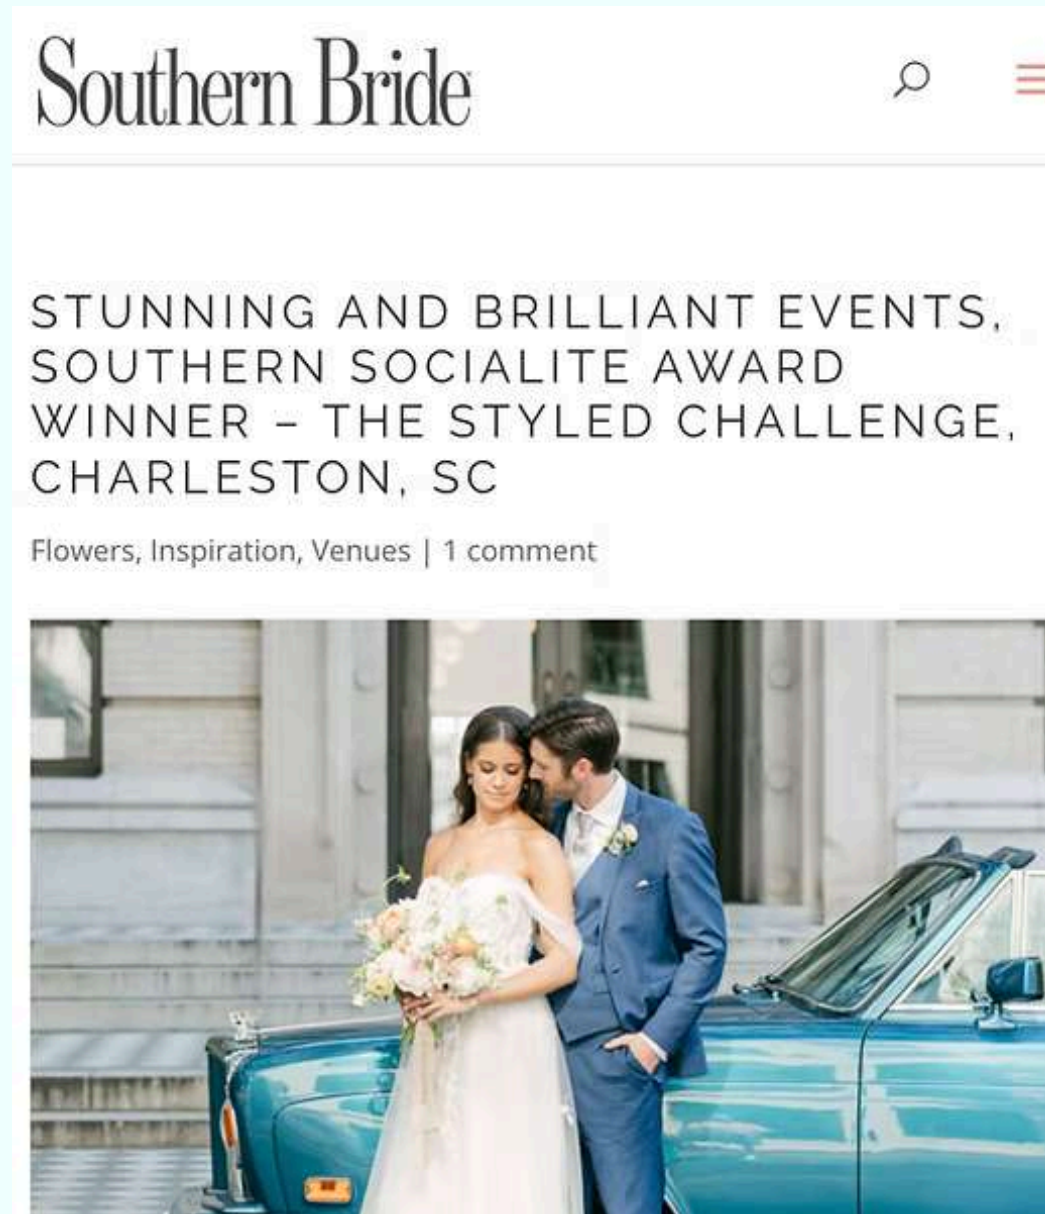 Southern Bride
STUNNING AND BRILLIANT EVENTS,
SOUTHERN SOCIALITE AWARD
WINNER – THE STYLED CHALLENGE,
CHARLESTON, SC
Flowers, Inspiration, Venues | 1 comment